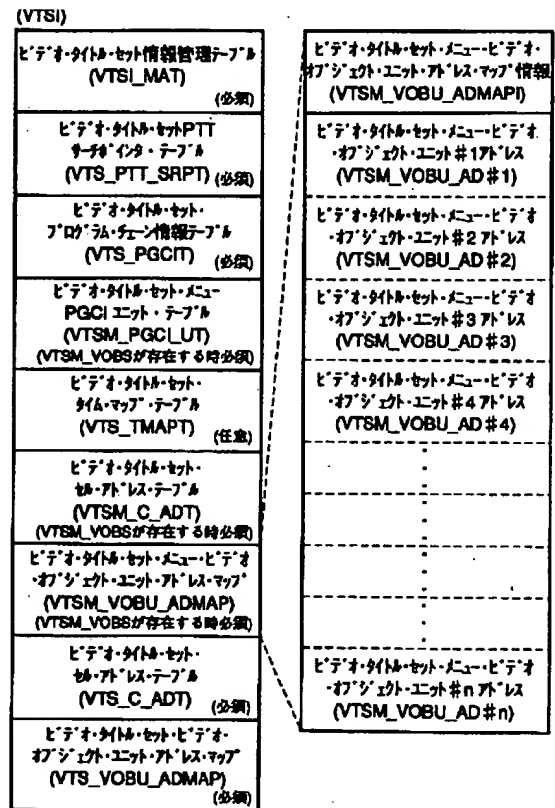 (VTSI)
ビデオ・タイトル・セット情報管理テーブル
(VTSI_MAT)
(必須)
ビデオ・タイトル・セットPTT
サーチポインタ・テーブル
(VTS_PTT_SRPT) (必須)
ビデオ・タイトル・セット・
プログラム・チェーン情報テーブル
(VTS_PGCIT) (必須)
ビデオ・タイトル・セット・メニュー
PGCIユニット・テーブル
(VTSM_PGCI_UT)
(VTSM_VOBSが存在する時必須)
ビデオ・タイトル・セット・
タイム・マップ・テーブル
(VTS_TMAPT) (任意)
ビデオ・タイトル・セット・
セル・アドレス・テーブル
(VTSM_C_ADT)
(VTSM_VOBSが存在する時必須)
ビデオ・タイトル・セット・メニュー・ビデオ
・オブジェクト・ユニット・アドレス・マップ
(VTSM_VOBU_ADMAP)
(VTSM_VOBSが存在する時必須)
ビデオ・タイトル・セット・
セル・アドレス・テーブル
(VTS_C_ADT) (必須)
ビデオ・タイトル・セット・ビデオ・
オブジェクト・ユニット・アドレス・マップ
(VTS_VOBU_ADMAP)
(必須)
ビデオ・タイトル・セット・メニュー・ビデオ・
オブジェクト・ユニット・アドレス・マップ情報
(VTSM_VOBU_ADMAPI)
ビデオ・タイトル・セット・メニュー・ビデオ
・オブジェクト・ユニット#1アドレス
(VTSM_VOBU_AD#1)
ビデオ・タイトル・セット・メニュー・ビデオ
・オブジェクト・ユニット#2アドレス
(VTSM_VOBU_AD#2)
ビデオ・タイトル・セット・メニュー・ビデオ
・オブジェクト・ユニット#3アドレス
(VTSM_VOBU_AD#3)
ビデオ・タイトル・セット・メニュー・ビデオ
・オブジェクト・ユニット#4アドレス
(VTSM_VOBU_AD#4)
ビデオ・タイトル・セット・メニュー・ビデオ
・オブジェクト・ユニット#nアドレス
(VTSM_VOBU_AD#n)